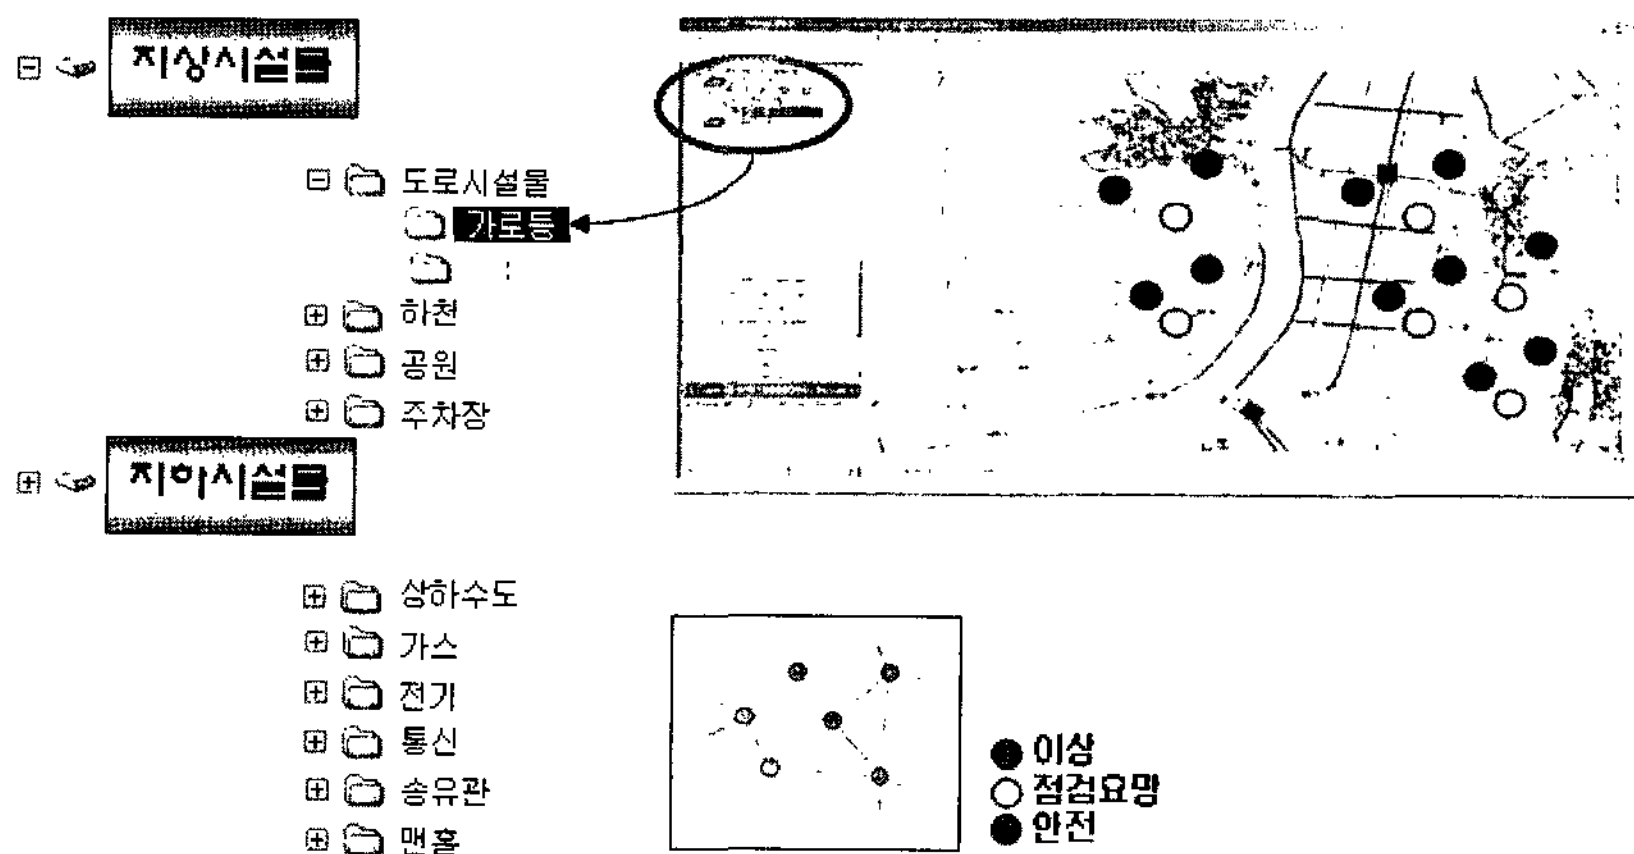 지상시설물
도로시설물
가로등
하천
공원
주차장
지하시설물
상하수도
가스
전기
통신
송유관
맨홀
이상
점검요망
안전